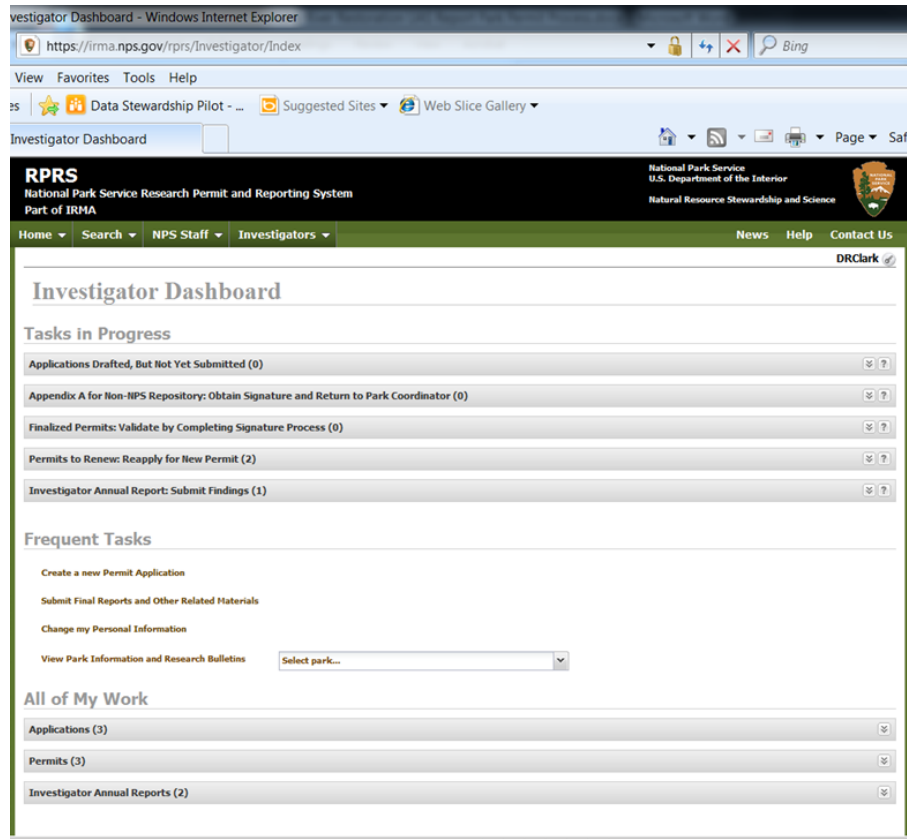 vestigator Dashboard - Windows Internet Explorer
https://irma.nps.gov/rprs/Investigator/Index
Bing
View Favorites Tools Help
es Data Stewardship Pilot - ... Suggested Sites Web Slice Gallery
Investigator Dashboard Page Saf
RPRS
National Park Service Research Permit and Reporting System
Part of IRMA
National Park Service
U.S. Department of the Interior
Natural Resource Stewardship and Science
Home Search NPS Staff Investigators News Help Contact Us
DRClark
Investigator Dashboard
Tasks in Progress
Applications Drafted, But Not Yet Submitted (0)
Appendix A for Non-NPS Repository: Obtain Signature and Return to Park Coordinator (0)
Finalized Permits: Validate by Completing Signature Process (0)
Permits to Renew: Reapply for New Permit (2)
Investigator Annual Report: Submit Findings (1)
Frequent Tasks
Create a new Permit Application
Submit Final Reports and Other Related Materials
Change my Personal Information
View Park Information and Research Bulletins Select park...
All of My Work
Applications (3)
Permits (3)
Investigator Annual Reports (2)